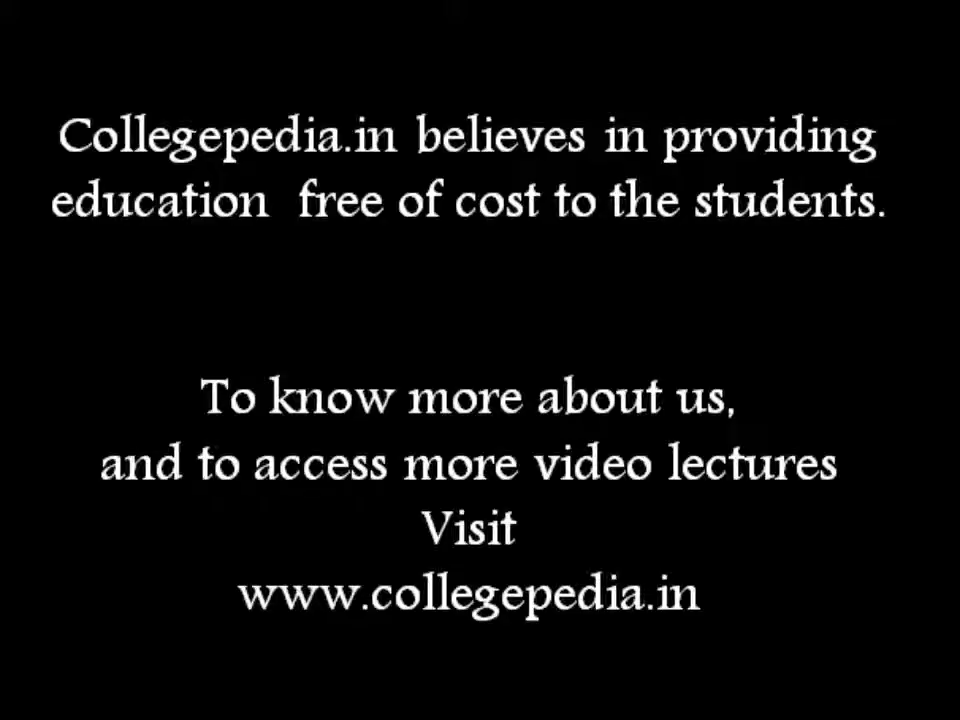 Collegepedia.in believes in providing
education  free of cost to the students.
To know more about us,
and to access more video lectures
Visit
www.collegepedia.in